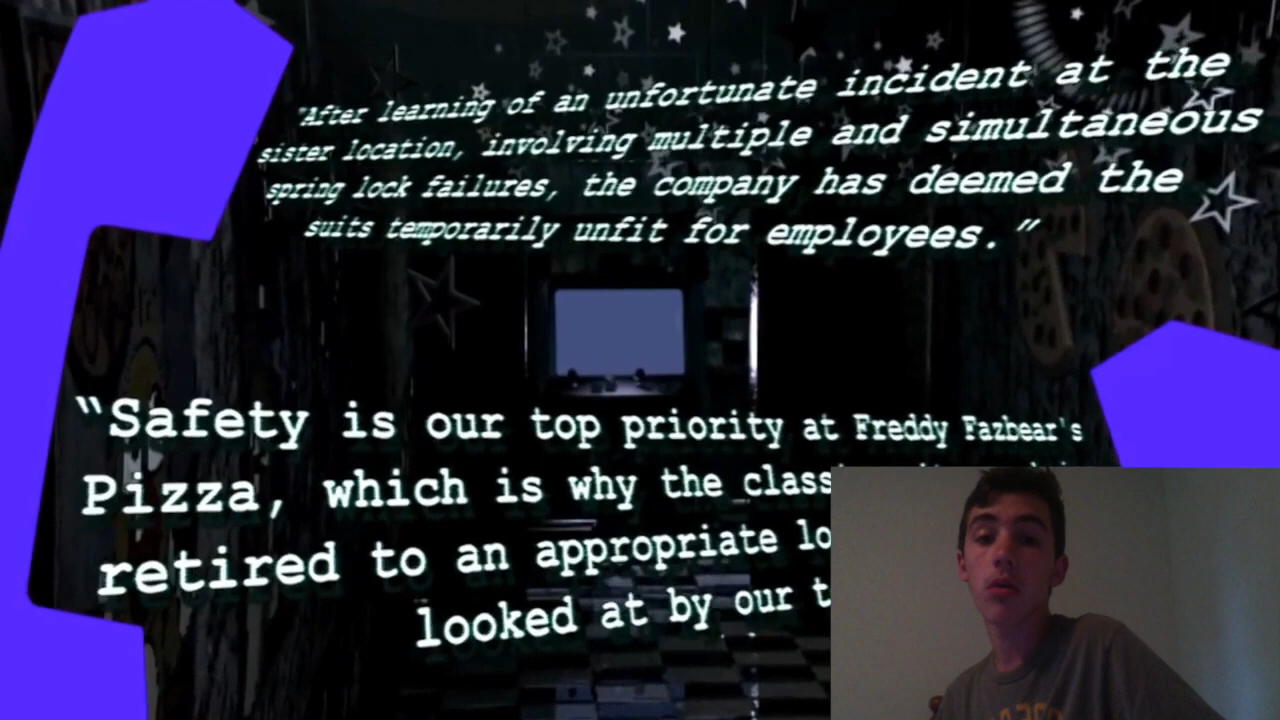 "After learning of an unfortunate incident at the
sister location, involving multiple and simultaneous
spring lock failures, the company has deemed the
suits temporarily unfit for employees."
"Safety is our top priority at Freddy Fazbear's
Pizza, which is why the class
retired to an appropriate lo
looked at by our t